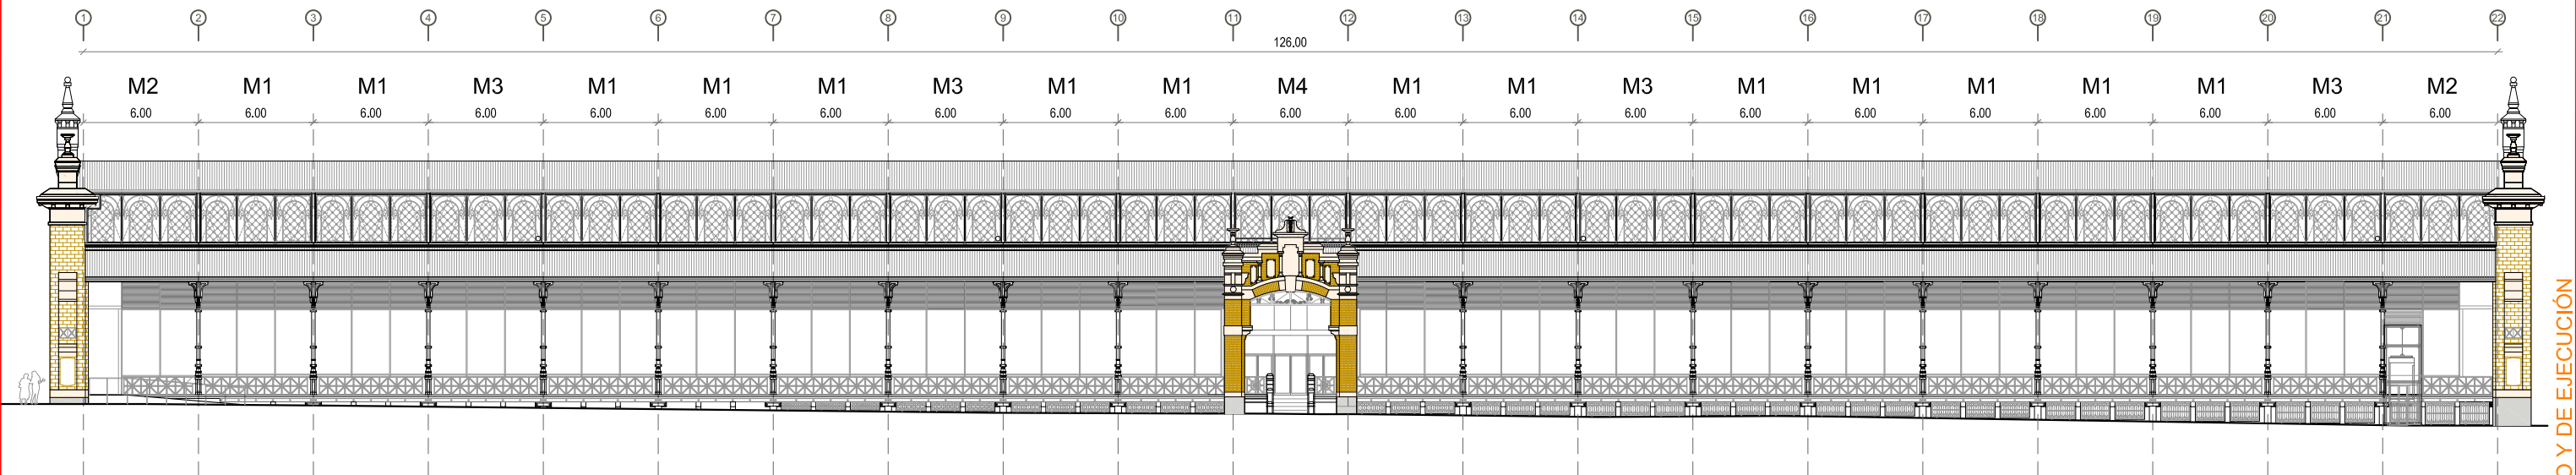 1 2 3 4 5 6 7 8 9 10 11 12 13 14 15 16 17 18 19 20 21 22
126.00
M2 M1 M1 M3 M1 M1 M1 M3 M1 M1 M4 M1 M1 M3 M1 M1 M1 M1 M1 M3 M2
6.00 6.00 6.00 6.00 6.00 6.00 6.00 6.00 6.00 6.00 6.00 6.00 6.00 6.00 6.00 6.00 6.00 6.00 6.00 6.00 6.00
O Y DE EJECUCIÓN